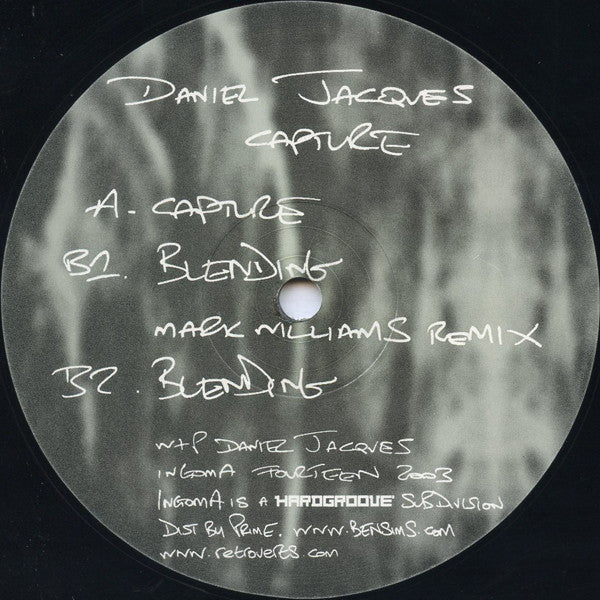 DANIEL JACQUES
CAPTURE
A. CAPTURE
B1. BLENDING
MARK WILLIAMS REMIX
B2. BLENDING
W+P DANIEL JACQUES
INGOMA FOURTEEN 2003
INGOMA IS A HARDGROOVE SUBDIVISION
DIST BY PRIME. WWW.BENSIMS.COM
WWW.RETROVERTS.COM